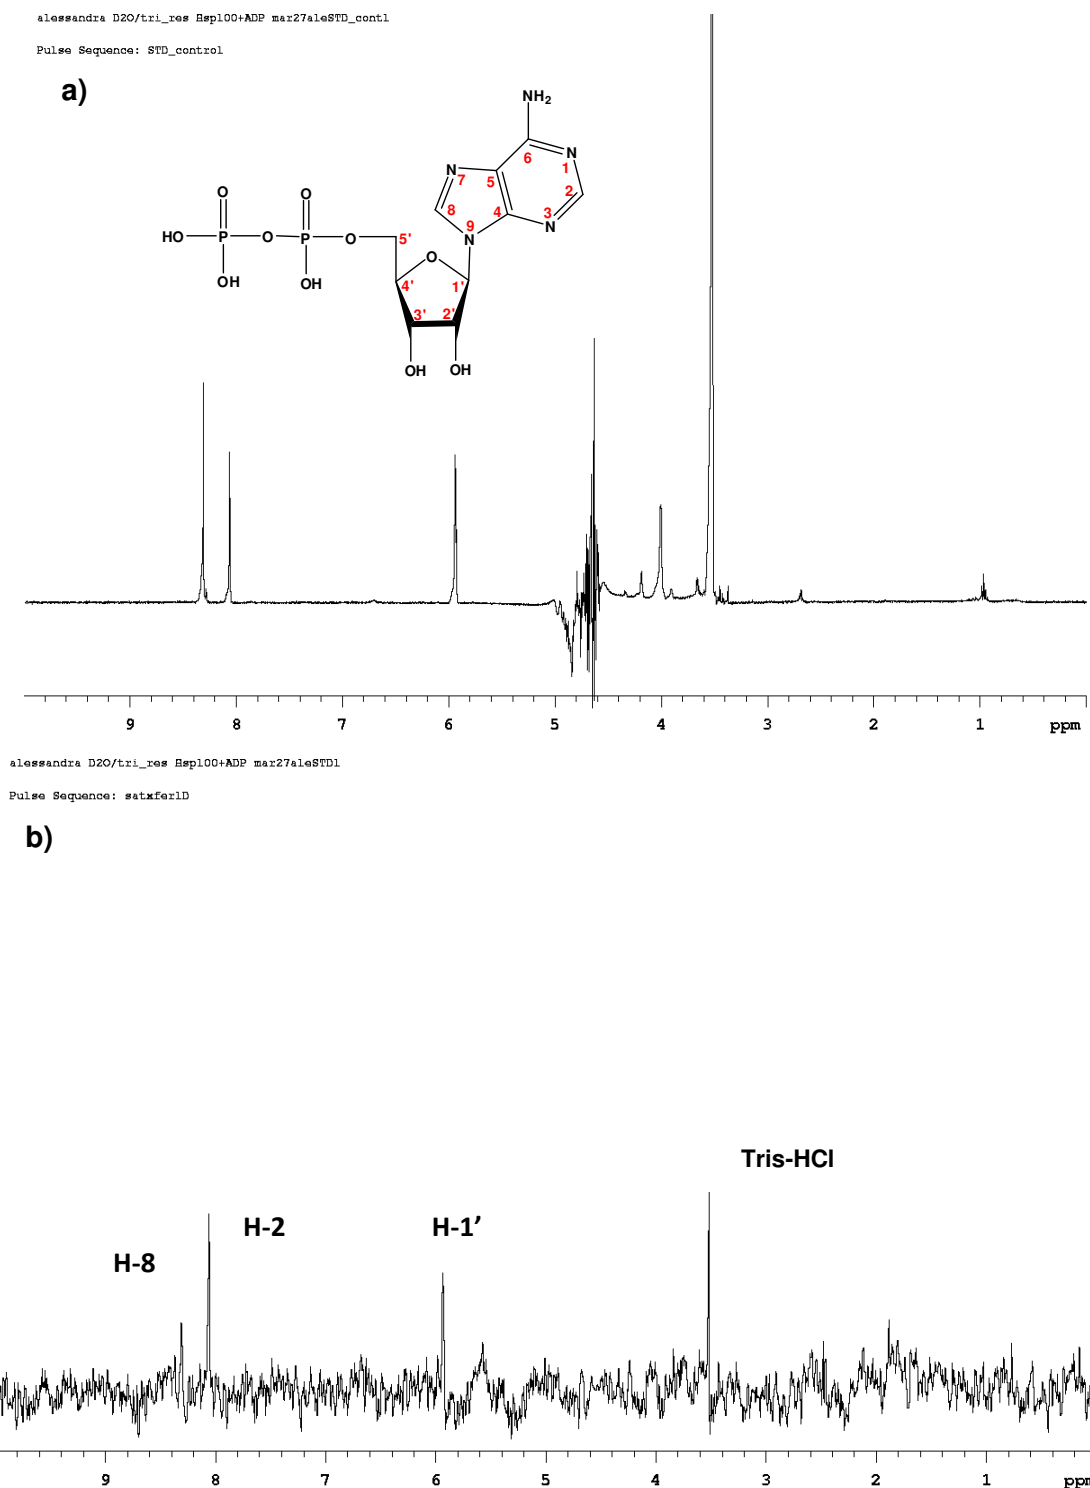 alessandra D2O/tri_res Hsp100+ADP mar27aleSTD_cont1
Pulse Sequence: STD_control
a)
NH2
6
N
1
N
7
5
2
8
4
3
N
9
N
O
O
HO
P
O
P
O
5'
OH
OH
O
4'
1'
3'
2'
OH
OH
9 8 7 6 5 4 3 2 1 ppm
alessandra D2O/tri_res Hsp100+ADP mar27aleSTD1
Pulse Sequence: satxfer1D
b)
Tris-HCl
H-2
H-1’
H-8
9 8 7 6 5 4 3 2 1 ppm